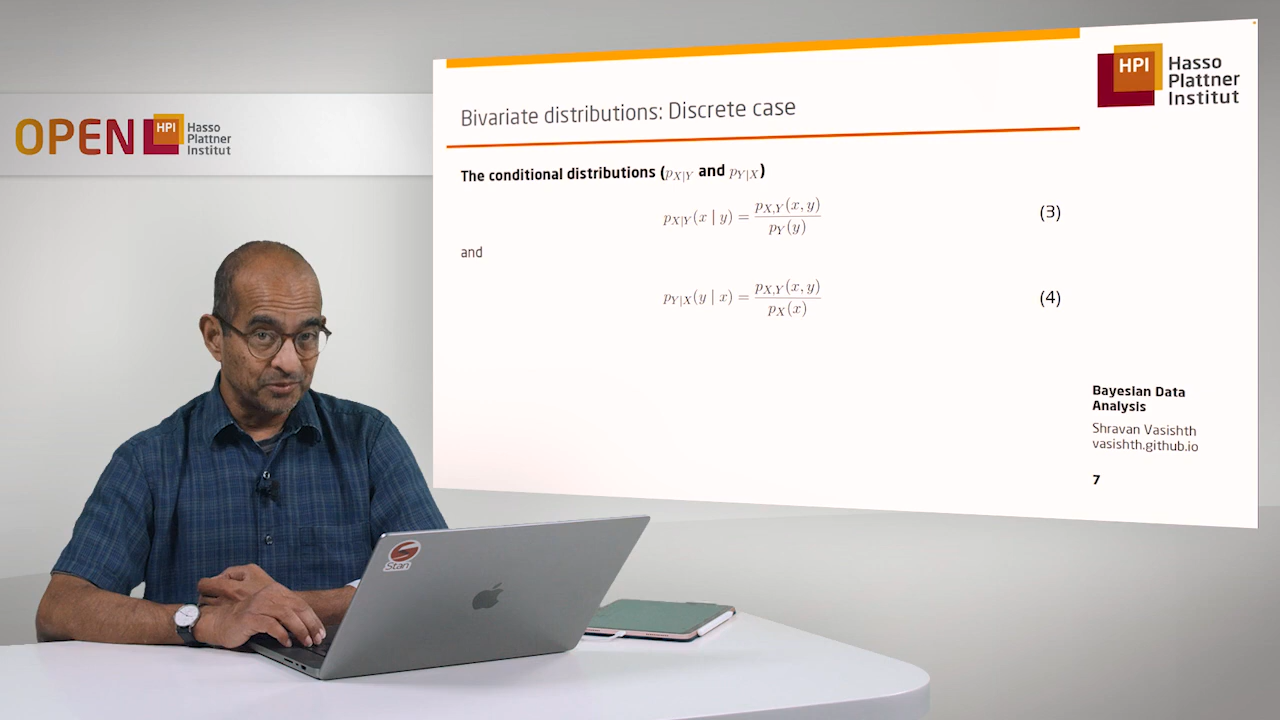 OPEN HPI Hasso
Plattner
Institut
HPI Hasso
Plattner
Institut
Bivariate distributions: Discrete case
The conditional distributions (p_{X|Y} and p_{Y|X})
p_{X|Y}(x | y) = \frac{p_{X,Y}(x, y)}{p_Y(y)} (3)
and
p_{Y|X}(y | x) = \frac{p_{X,Y}(x, y)}{p_X(x)} (4)
Bayesian Data
Analysis
Shravan Vasishth
vasishth.github.io
7
Stan